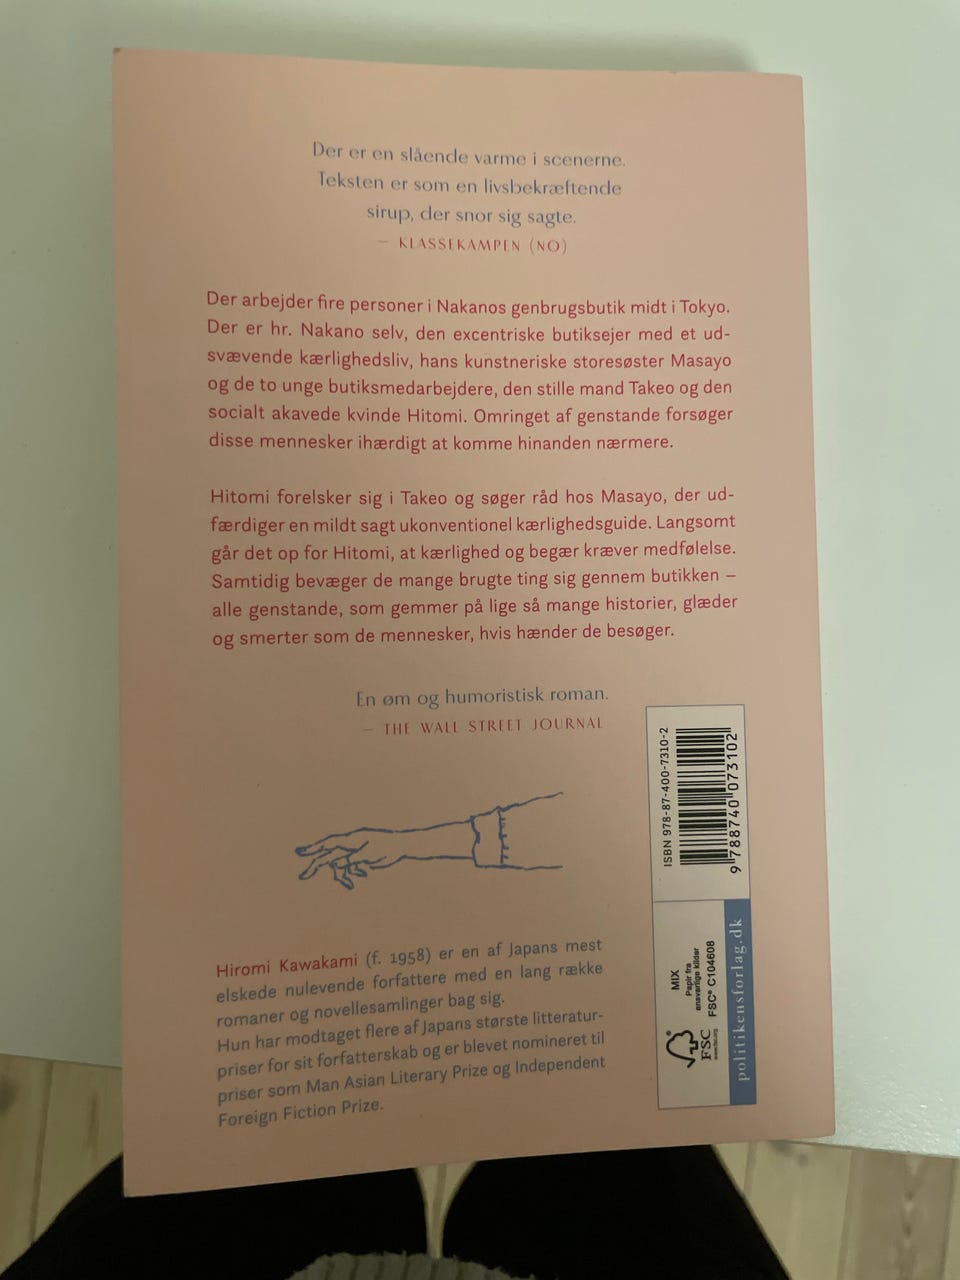 Der er en slående varme i scenerne.
Teksten er som en livsbekræftende
sirup, der snor sig sagte.
– KLASSEKAMPEN (NO)
Der arbejder fire personer i Nakanos genbrugsbutik midt i Tokyo.
Der er hr. Nakano selv, den excentriske butiksejer med et ud-
svævende kærlighedsliv, hans kunstneriske storesøster Masayo
og de to unge butiksmedarbejdere, den stille mand Takeo og den
socialt akavede kvinde Hitomi. Omringet af genstande forsøger
disse mennesker ihærdigt at komme hinanden nærmere.
Hitomi forelsker sig i Takeo og søger råd hos Masayo, der ud-
færdiger en mildt sagt ukonventionel kærlighedsguide. Langsomt
går det op for Hitomi, at kærlighed og begær kræver medfølelse.
Samtidig bevæger de mange brugte ting sig gennem butikken –
alle genstande, som gemmer på lige så mange historier, glæder
og smerter som de mennesker, hvis hænder de besøger.
En øm og humoristisk roman.
– THE WALL STREET JOURNAL
Hiromi Kawakami (f. 1958) er en af Japans mest
elskede nulevende forfattere med en lang række
romaner og novellesamlinger bag sig.
Hun har modtaget flere af Japans største litteratur-
priser for sit forfatterskab og er blevet nomineret til
priser som Man Asian Literary Prize og Independent
Foreign Fiction Prize.
ISBN 978-87-400-7310-2
9 788740 073102
FSC
www.fsc.org
MIX
Papir fra
ansvarlige kilder
FSC® C104608
politikensforlag.dk